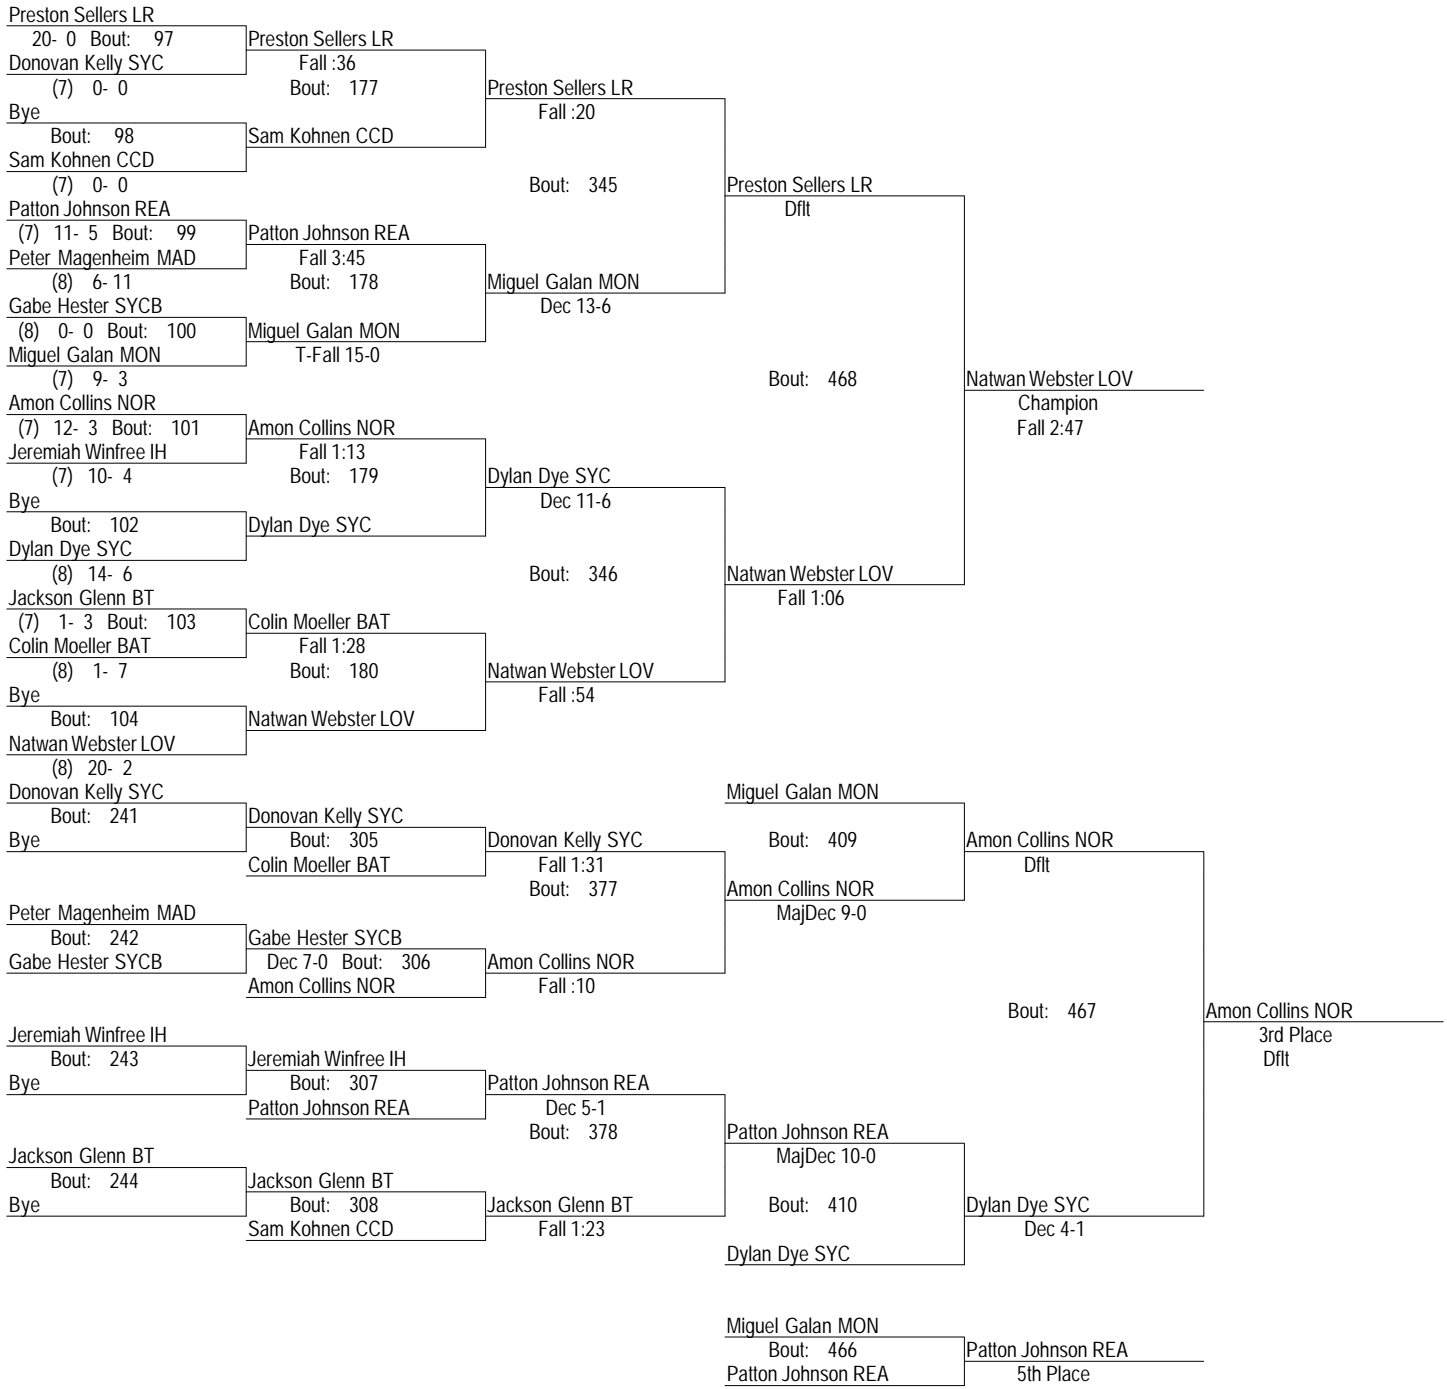 Preston Sellers LR
20- 0 Bout: 97
Donovan Kelly SYC
(7) 0- 0
Bye
Bout: 98
Sam Kohnen CCD
(7) 0- 0
Patton Johnson REA
(7) 11- 5 Bout: 99
Peter Magenheim MAD
(8) 6- 11
Gabe Hester SYCB
(8) 0- 0 Bout: 100
Miguel Galan MON
(7) 9- 3
Amon Collins NOR
(7) 12- 3 Bout: 101
Jeremiah Winfree IH
(7) 10- 4
Bye
Bout: 102
Dylan Dye SYC
(8) 14- 6
Jackson Glenn BT
(7) 1- 3 Bout: 103
Colin Moeller BAT
(8) 1- 7
Bye
Bout: 104
Natwan Webster LOV
(8) 20- 2
Preston Sellers LR
Fall :36
Bout: 177
Sam Kohnen CCD
Patton Johnson REA
Fall 3:45
Bout: 178
Miguel Galan MON
T-Fall 15-0
Amon Collins NOR
Fall 1:13
Bout: 179
Dylan Dye SYC
Colin Moeller BAT
Fall 1:28
Bout: 180
Natwan Webster LOV
Preston Sellers LR
Fall :20
Bout: 345
Miguel Galan MON
Dec 13-6
Dylan Dye SYC
Dec 11-6
Bout: 346
Natwan Webster LOV
Fall :54
Preston Sellers LR
Dflt
Bout: 468
Natwan Webster LOV
Fall 1:06
Natwan Webster LOV
Champion
Fall 2:47
Donovan Kelly SYC
Bout: 241
Bye
Peter Magenheim MAD
Bout: 242
Gabe Hester SYCB
Jeremiah Winfree IH
Bout: 243
Bye
Jackson Glenn BT
Bout: 244
Bye
Donovan Kelly SYC
Bout: 305
Colin Moeller BAT
Gabe Hester SYCB
Dec 7-0 Bout: 306
Amon Collins NOR
Jeremiah Winfree IH
Bout: 307
Patton Johnson REA
Jackson Glenn BT
Bout: 308
Sam Kohnen CCD
Donovan Kelly SYC
Fall 1:31
Bout: 377
Amon Collins NOR
Fall :10
Patton Johnson REA
Dec 5-1
Bout: 378
Jackson Glenn BT
Fall 1:23
Miguel Galan MON
Bout: 409
Amon Collins NOR
MajDec 9-0
Patton Johnson REA
MajDec 10-0
Bout: 410
Dylan Dye SYC
Amon Collins NOR
Dflt
Bout: 467
Dylan Dye SYC
Dec 4-1
Amon Collins NOR
3rd Place
Dflt
Miguel Galan MON
Bout: 466
Patton Johnson REA
Patton Johnson REA
5th Place